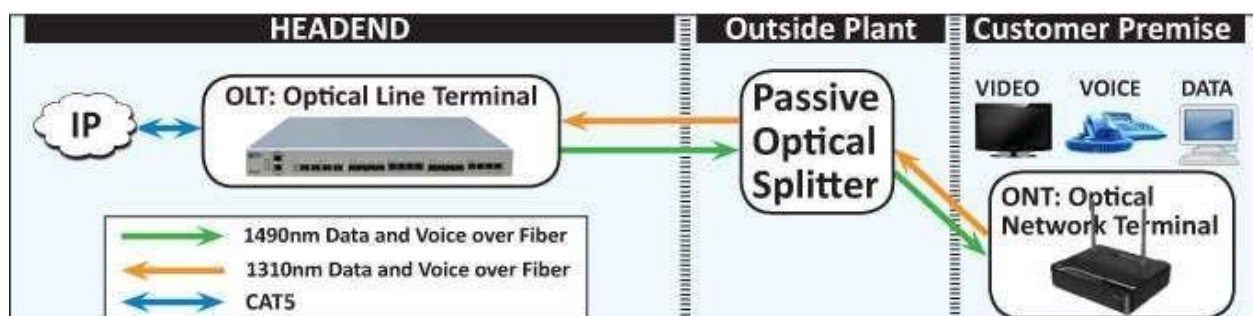 HEADEND
Outside Plant
Customer Premise
IP
OLT: Optical Line Terminal
Passive
Optical
Splitter
VIDEO
VOICE
DATA
ONT: Optical
Network Terminal
1490nm Data and Voice over Fiber
1310nm Data and Voice over Fiber
CAT5